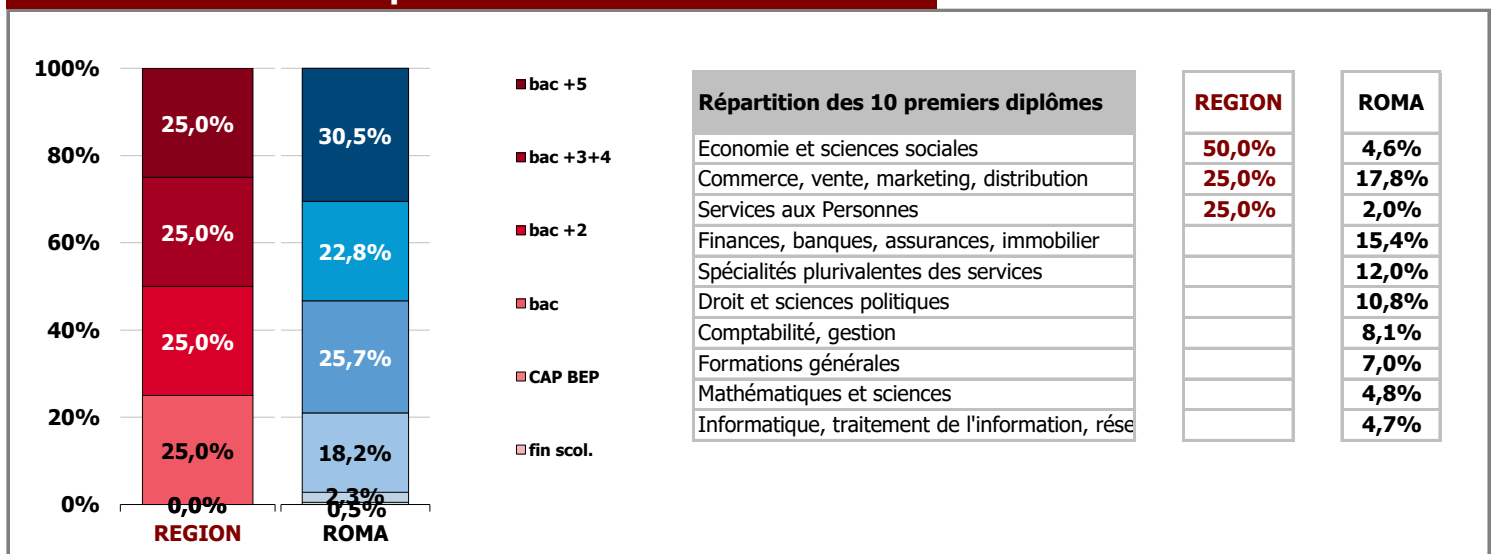 100%
80%
60%
40%
20%
0%
25,0%
25,0%
25,0%
25,0%
0,0%
REGION
30,5%
22,8%
25,7%
18,2%
2,3%
0,5%
ROMA
bac +5
bac +3+4
bac +2
bac
CAP BEP
fin scol.
Répartition des 10 premiers diplômes REGION ROMA
Economie et sciences sociales 50,0% 4,6%
Commerce, vente, marketing, distribution 25,0% 17,8%
Services aux Personnes 25,0% 2,0%
Finances, banques, assurances, immobilier 15,4%
Spécialités plurivalentes des services 12,0%
Droit et sciences politiques 10,8%
Comptabilité, gestion 8,1%
Formations générales 7,0%
Mathématiques et sciences 4,8%
Informatique, traitement de l'information, rése 4,7%